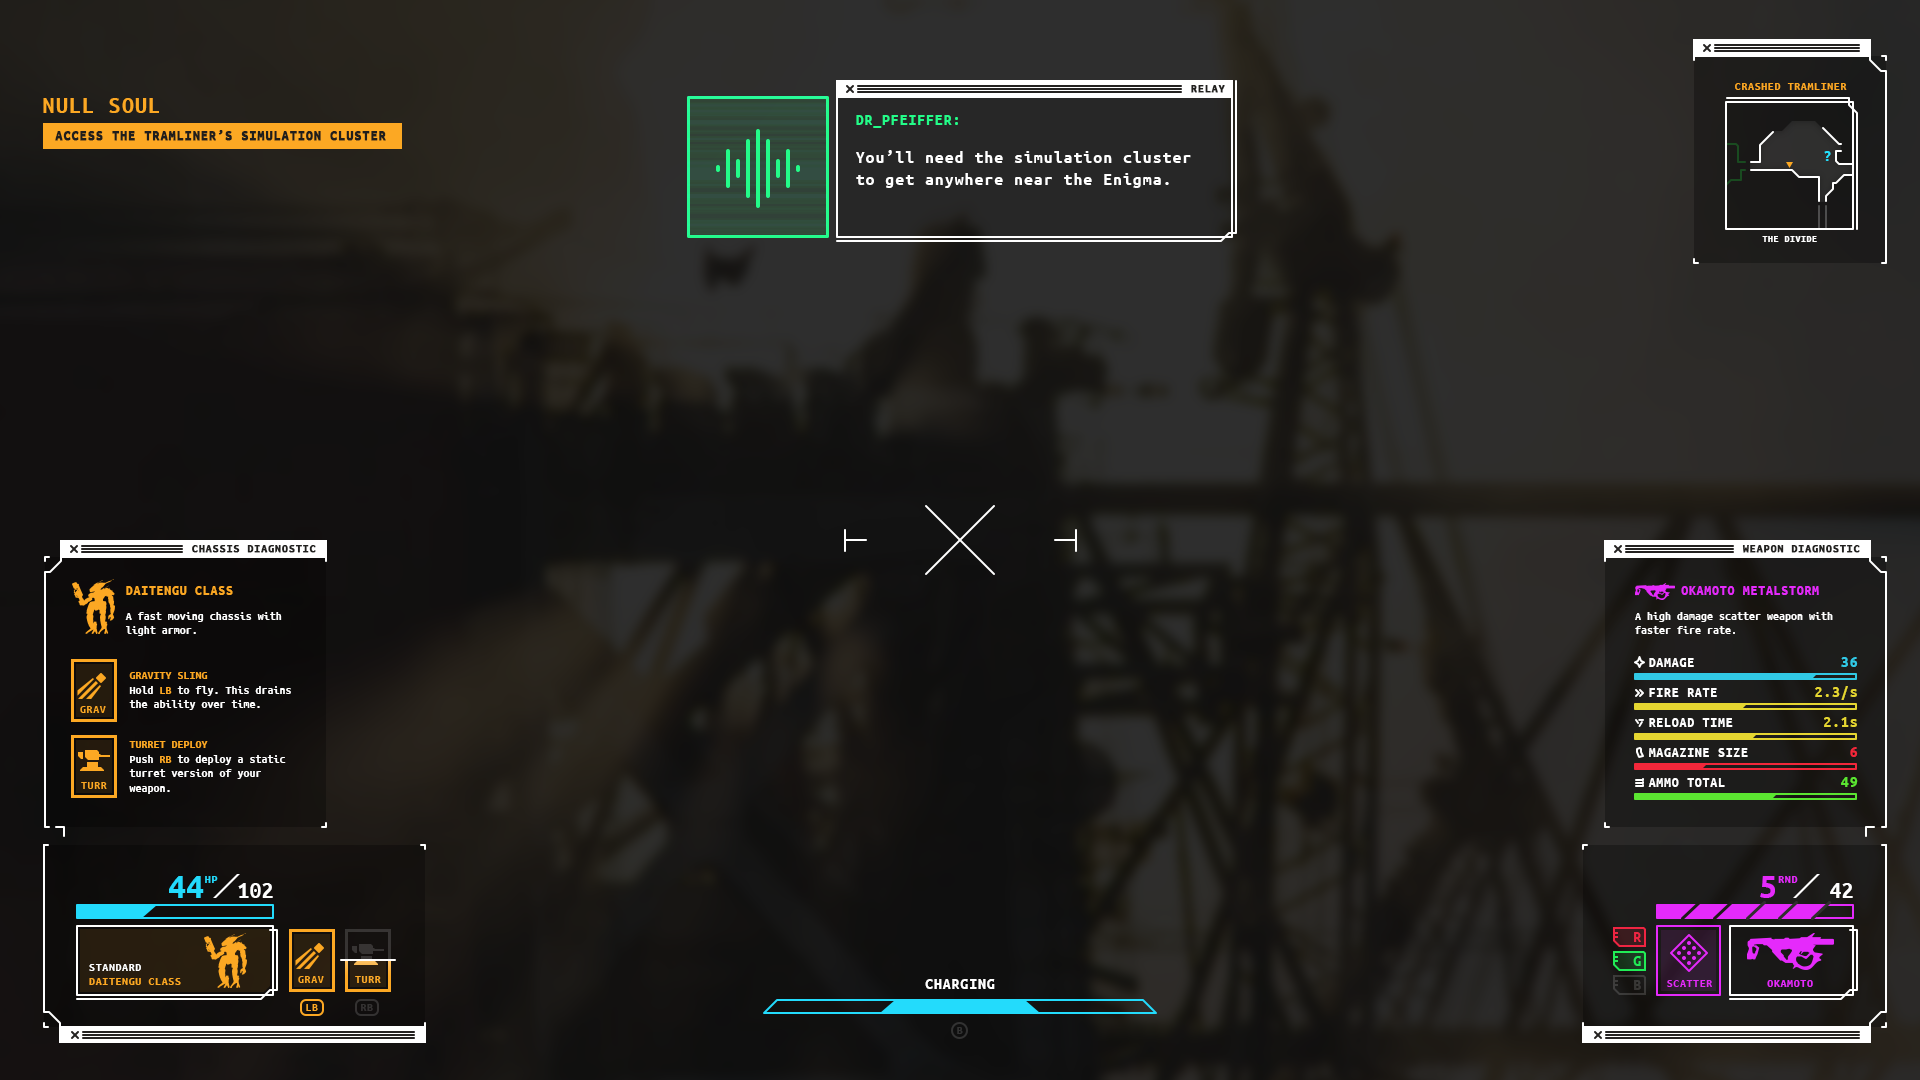 NULL SOUL
ACCESS THE TRAMLINER’S SIMULATION CLUSTER
RELAY
DR_PFEIFFER:
You’ll need the simulation cluster
to get anywhere near the Enigma.
CRASHED TRAMLINER
?
THE DIVIDE
CHASSIS DIAGNOSTIC
DAITENGU CLASS
A fast moving chassis with
light armor.
GRAV
GRAVITY SLING
Hold LB to fly. This drains
the ability over time.
TURR
TURRET DEPLOY
Push RB to deploy a static
turret version of your
weapon.
44 HP / 102
STANDARD
DAITENGU CLASS
GRAV
TURR
LB
RB
CHARGING
B
WEAPON DIAGNOSTIC
OKAMOTO METALSTORM
A high damage scatter weapon with
faster fire rate.
DAMAGE 36
FIRE RATE 2.3/s
RELOAD TIME 2.1s
MAGAZINE SIZE 6
AMMO TOTAL 49
5 RND / 42
R
G
B
SCATTER
OKAMOTO